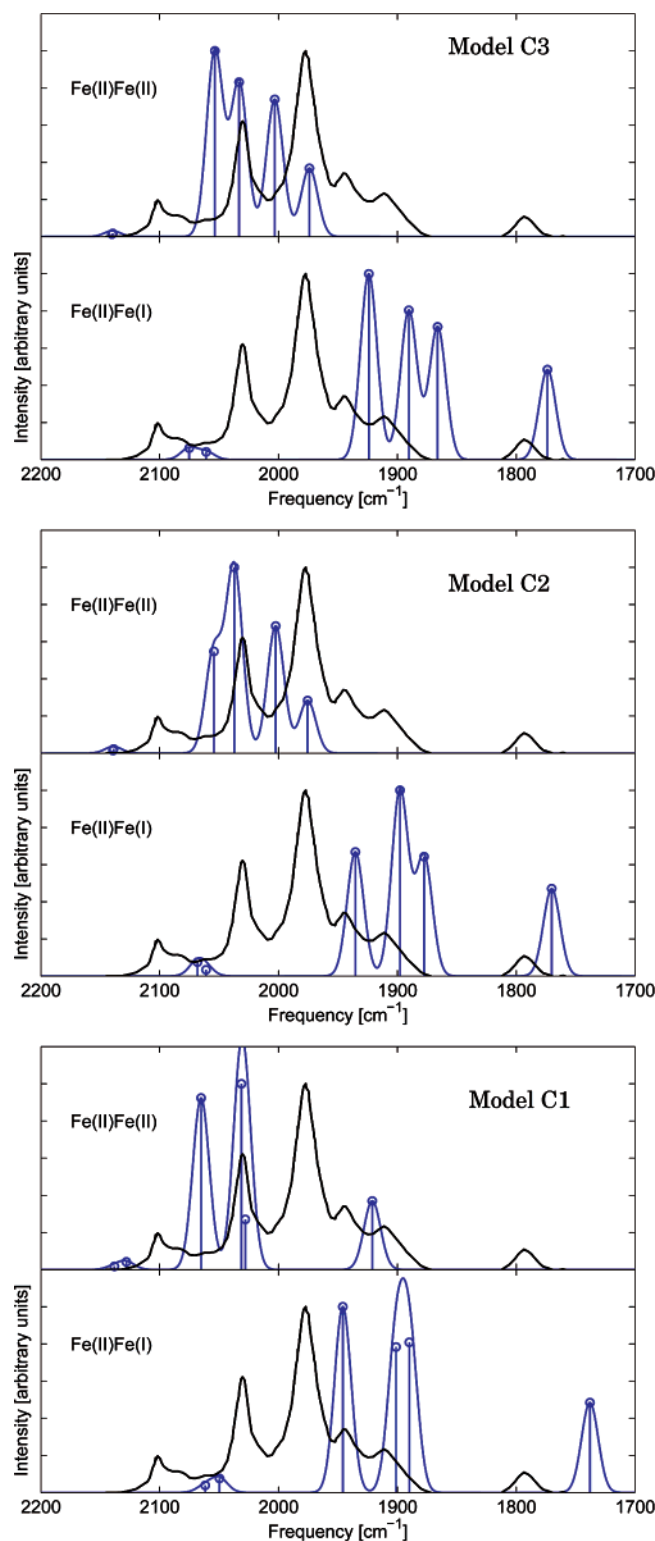 Model C3
Fe(II)Fe(II)
Fe(II)Fe(I)
Intensity [arbitrary units]
2200 2100 2000 1900 1800 1700
Frequency [cm⁻¹]
Model C2
Fe(II)Fe(II)
Fe(II)Fe(I)
Intensity [arbitrary units]
2200 2100 2000 1900 1800 1700
Frequency [cm⁻¹]
Model C1
Fe(II)Fe(II)
Fe(II)Fe(I)
Intensity [arbitrary units]
2200 2100 2000 1900 1800 1700
Frequency [cm⁻¹]